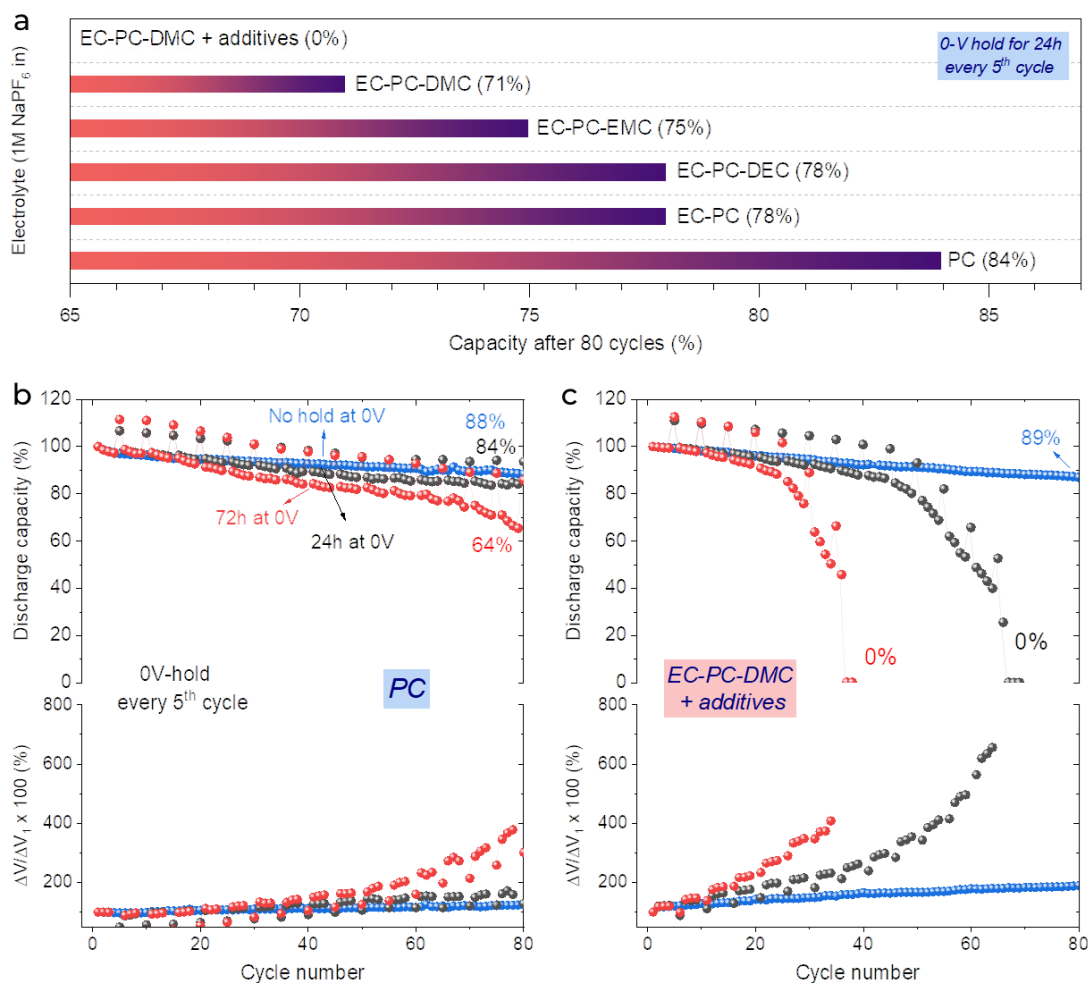 a
Electrolyte (1M NaPF6 in)
EC-PC-DMC + additives (0%)
0-V hold for 24h
every 5th cycle
EC-PC-DMC (71%)
EC-PC-EMC (75%)
EC-PC-DEC (78%)
EC-PC (78%)
PC (84%)
65 70 75 80 85
Capacity after 80 cycles (%)
b
Discharge capacity (%)
120
100
80
60
40
20
0
No hold at 0V
88%
84%
72h at 0V
24h at 0V
64%
0V-hold
every 5th cycle
PC
ΔV/ΔV1 x 100 (%)
800
600
400
200
0 20 40 60 80
Cycle number
c
Discharge capacity (%)
120
100
80
60
40
20
0
89%
0%
0%
EC-PC-DMC
+ additives
ΔV/ΔV1 x 100 (%)
800
600
400
200
0 20 40 60 80
Cycle number